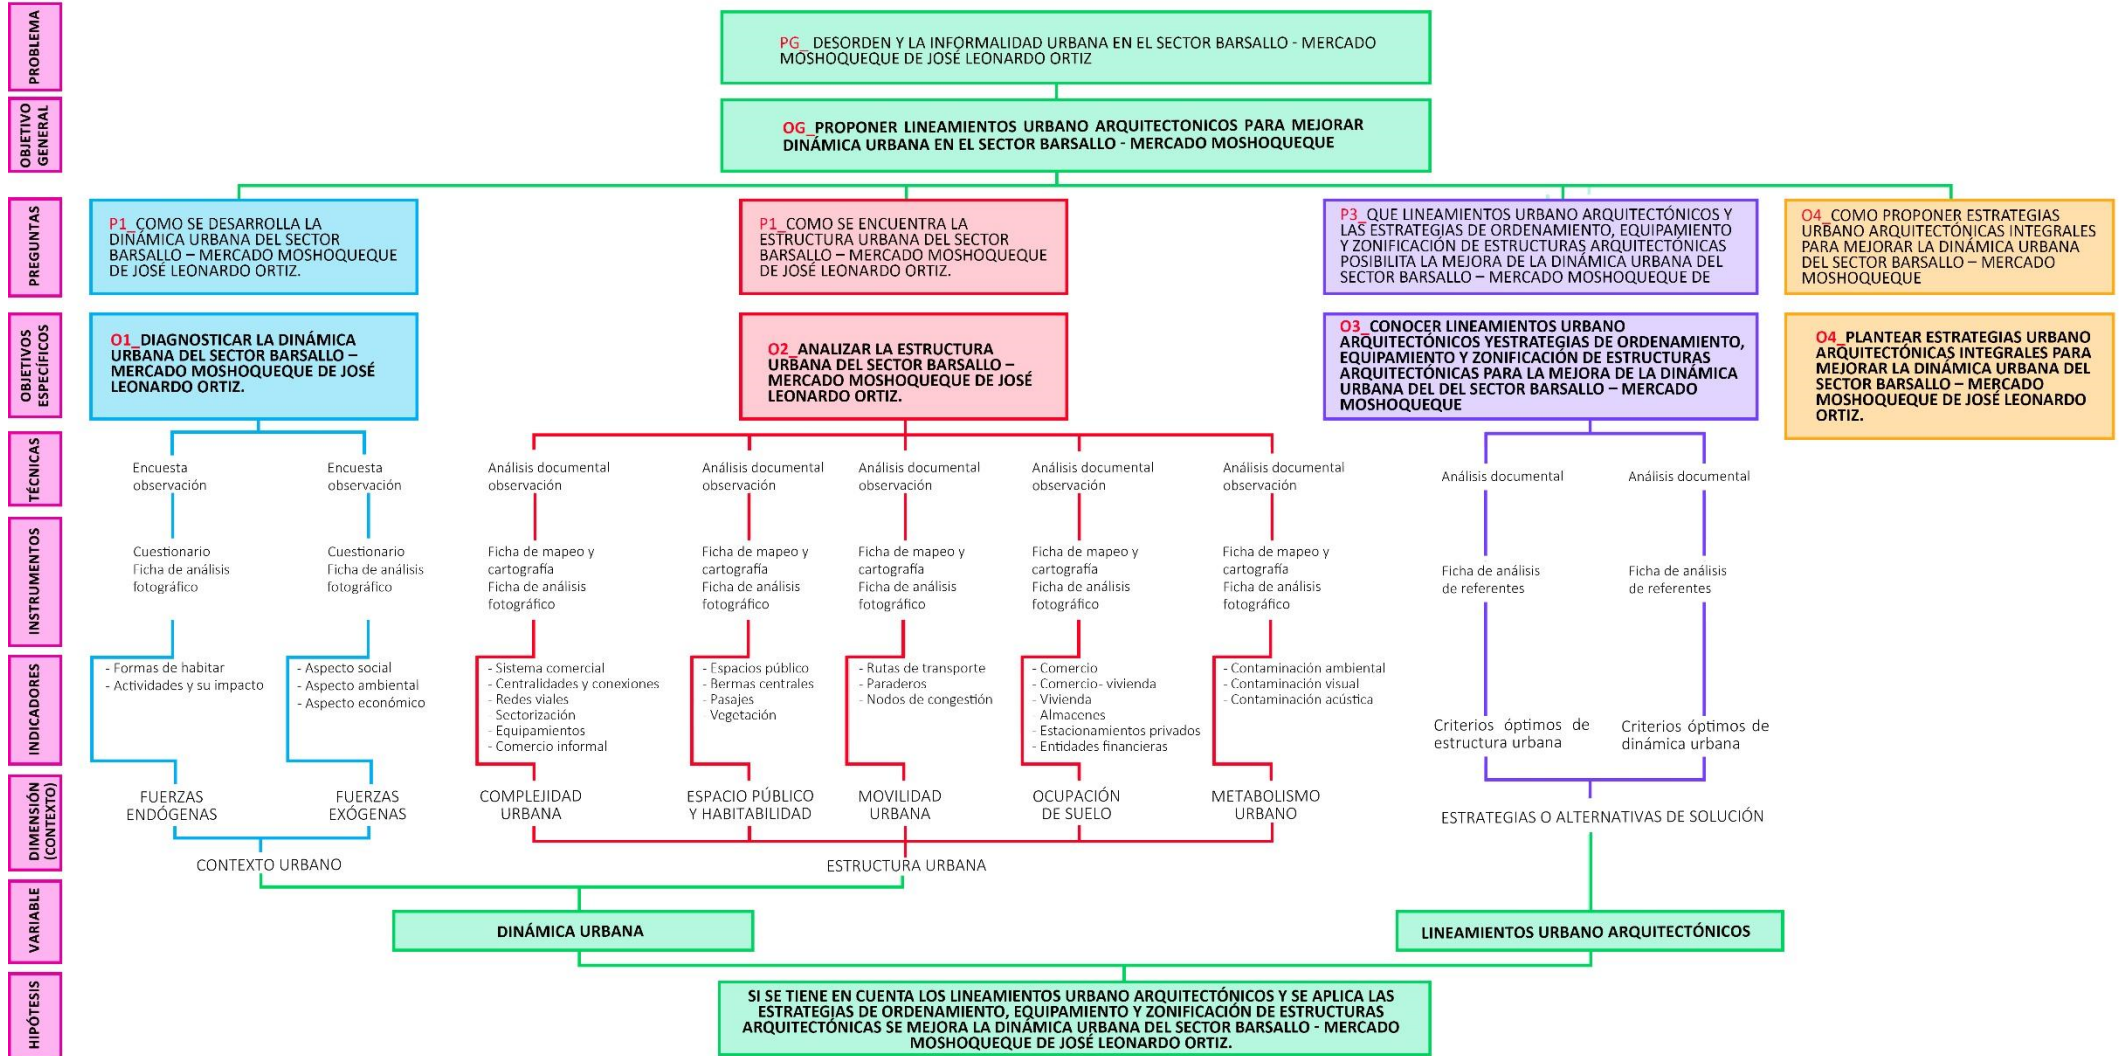 PROBLEMA
PG_ DESORDEN Y LA INFORMALIDAD URBANA EN EL SECTOR BARSALLO - MERCADO
MOSHOQUEQUE DE JOSÉ LEONARDO ORTIZ
OBJETIVO
GENERAL
OG_PROPONER LINEAMIENTOS URBANO ARQUITECTONICOS PARA MEJORAR
DINÁMICA URBANA EN EL SECTOR BARSALLO - MERCADO MOSHOQUEQUE
PREGUNTAS
P1_COMO SE DESARROLLA LA
DINÁMICA URBANA DEL SECTOR
BARSALLO – MERCADO MOSHOQUEQUE
DE JOSÉ LEONARDO ORTIZ.
P1_COMO SE ENCUENTRA LA
ESTRUCTURA URBANA DEL SECTOR
BARSALLO – MERCADO MOSHOQUEQUE
DE JOSÉ LEONARDO ORTIZ.
P3_QUE LINEAMIENTOS URBANO ARQUITECTÓNICOS Y
LAS ESTRATEGIAS DE ORDENAMIENTO, EQUIPAMIENTO
Y ZONIFICACIÓN DE ESTRUCTURAS ARQUITECTÓNICAS
POSIBILITA LA MEJORA DE LA DINÁMICA URBANA DEL
SECTOR BARSALLO – MERCADO MOSHOQUEQUE DE
O4_COMO PROPONER ESTRATEGIAS
URBANO ARQUITECTÓNICAS INTEGRALES
PARA MEJORAR LA DINÁMICA URBANA
DEL SECTOR BARSALLO – MERCADO
MOSHOQUEQUE
OBJETIVOS
ESPECÍFICOS
O1_DIAGNOSTICAR LA DINÁMICA
URBANA DEL SECTOR BARSALLO –
MERCADO MOSHOQUEQUE DE JOSÉ
LEONARDO ORTIZ.
O2_ANALIZAR LA ESTRUCTURA
URBANA DEL SECTOR BARSALLO –
MERCADO MOSHOQUEQUE DE JOSÉ
LEONARDO ORTIZ.
O3_CONOCER LINEAMIENTOS URBANO
ARQUITECTÓNICOS YESTRATEGIAS DE ORDENAMIENTO,
EQUIPAMIENTO Y ZONIFICACIÓN DE ESTRUCTURAS
ARQUITECTÓNICAS PARA LA MEJORA DE LA DINÁMICA
URBANA DEL DEL SECTOR BARSALLO – MERCADO
MOSHOQUEQUE
O4_PLANTEAR ESTRATEGIAS URBANO
ARQUITECTÓNICAS INTEGRALES PARA
MEJORAR LA DINÁMICA URBANA DEL
SECTOR BARSALLO – MERCADO
MOSHOQUEQUE DE JOSÉ LEONARDO
ORTIZ.
TÉCNICAS
Encuesta
observación
Encuesta
observación
Análisis documental
observación
Análisis documental
observación
Análisis documental
observación
Análisis documental
observación
Análisis documental
observación
Análisis documental
Análisis documental
INSTRUMENTOS
Cuestionario
Ficha de análisis
fotográfico
Cuestionario
Ficha de análisis
fotográfico
Ficha de mapeo y
cartografía
Ficha de análisis
fotográfico
Ficha de mapeo y
cartografía
Ficha de análisis
fotográfico
Ficha de mapeo y
cartografía
Ficha de análisis
fotográfico
Ficha de mapeo y
cartografía
Ficha de análisis
fotográfico
Ficha de mapeo y
cartografía
Ficha de análisis
fotográfico
Ficha de análisis
de referentes
Ficha de análisis
de referentes
INDICADORES
- Formas de habitar
- Actividades y su impacto
- Aspecto social
- Aspecto ambiental
- Aspecto económico
- Sistema comercial
- Centralidades y conexiones
- Redes viales
- Sectorización
- Equipamientos
- Comercio informal
- Espacios público
- Bermas centrales
- Pasajes
Vegetación
- Rutas de transporte
- Paraderos
- Nodos de congestión
- Comercio
- Comercio- vivienda
- Vivienda
Almacenes
- Estacionamientos privados
- Entidades financieras
- Contaminación ambiental
- Contaminación visual
- Contaminación acústica
Criterios óptimos de
estructura urbana
Criterios óptimos de
dinámica urbana
DIMENSIÓN
(CONTEXTO)
FUERZAS
ENDÓGENAS
FUERZAS
EXÓGENAS
COMPLEJIDAD
URBANA
ESPACIO PÚBLICO
Y HABITABILIDAD
MOVILIDAD
URBANA
OCUPACIÓN
DE SUELO
METABOLISMO
URBANO
ESTRATEGIAS O ALTERNATIVAS DE SOLUCIÓN
CONTEXTO URBANO
ESTRUCTURA URBANA
VARIABLE
DINÁMICA URBANA
LINEAMIENTOS URBANO ARQUITECTÓNICOS
HIPÓTESIS
SI SE TIENE EN CUENTA LOS LINEAMIENTOS URBANO ARQUITECTÓNICOS Y SE APLICA LAS
ESTRATEGIAS DE ORDENAMIENTO, EQUIPAMIENTO Y ZONIFICACIÓN DE ESTRUCTURAS
ARQUITECTÓNICAS SE MEJORA LA DINÁMICA URBANA DEL SECTOR BARSALLO - MERCADO
MOSHOQUEQUE DE JOSÉ LEONARDO ORTIZ.